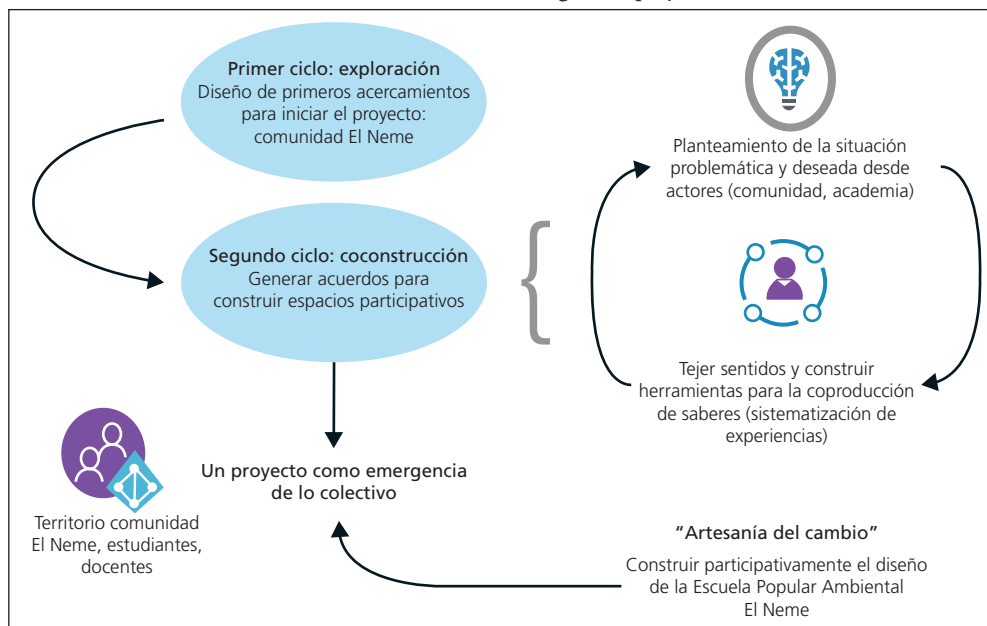 Primer ciclo: exploración
Diseño de primeros acercamientos
para iniciar el proyecto:
comunidad El Neme
Segundo ciclo: coconstrucción
Generar acuerdos para
construir espacios participativos
Planteamiento de la situación
problemática y deseada desde
actores (comunidad, academia)
Tejer sentidos y construir
herramientas para la coproducción
de saberes (sistematización de
experiencias)
Territorio comunidad
El Neme, estudiantes,
docentes
Un proyecto como emergencia
de lo colectivo
“Artesanía del cambio”
Construir participativamente el diseño
de la Escuela Popular Ambiental
El Neme